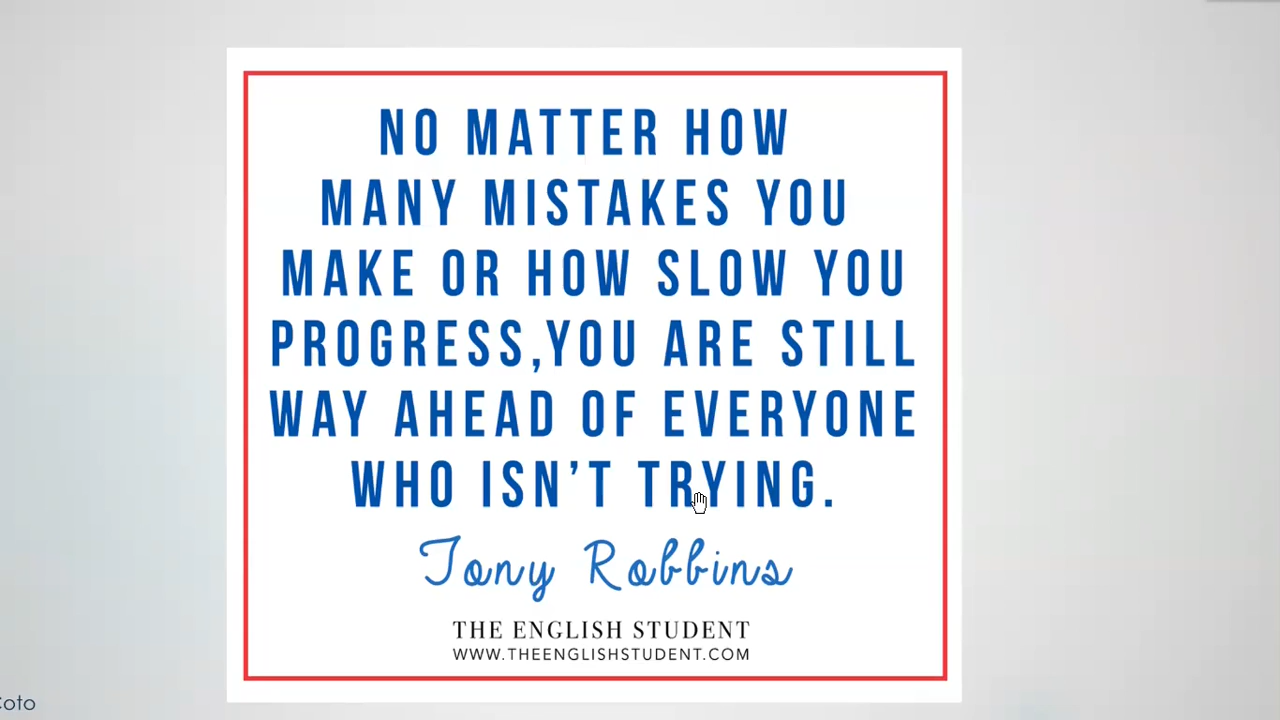 NO MATTER HOW
MANY MISTAKES YOU
MAKE OR HOW SLOW YOU
PROGRESS,YOU ARE STILL
WAY AHEAD OF EVERYONE
WHO ISN'T TRYING.
Tony Robbins
THE ENGLISH STUDENT
WWW.THEENGLISHSTUDENT.COM
Coto